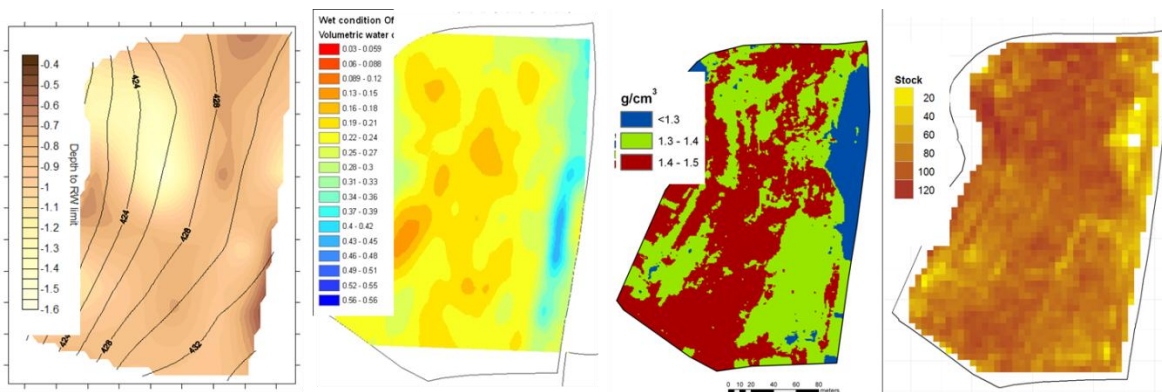 -0.4
-0.5
-0.6
-0.7
-0.8
-0.9
-1
-1.1
-1.2
-1.3
-1.4
-1.5
-1.6
Depth to RW limit
424
428
424
428
424
428
432
Wet condition Of
Volumetric water c
0.03 - 0.059
0.06 - 0.088
0.089 - 0.12
0.13 - 0.15
0.16 - 0.18
0.19 - 0.21
0.22 - 0.24
0.25 - 0.27
0.28 - 0.3
0.31 - 0.33
0.34 - 0.36
0.37 - 0.39
0.4 - 0.42
0.43 - 0.45
0.46 - 0.48
0.49 - 0.51
0.52 - 0.55
0.56 - 0.56
g/cm³
<1.3
1.3 - 1.4
1.4 - 1.5
0 10 20 40 60 80
meters
Stock
20
40
60
80
100
120